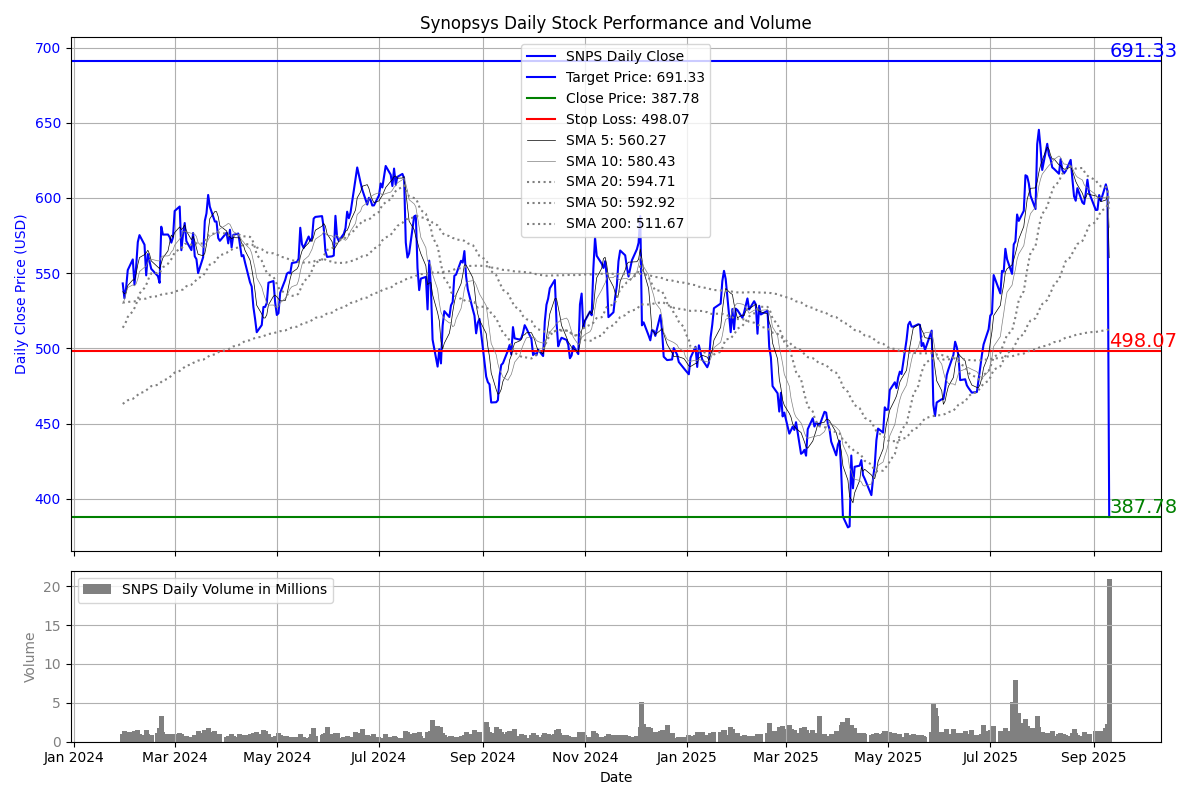 Synopsys Daily Stock Performance and Volume
Daily Close Price (USD)
700
650
600
550
500
450
400
SNPS Daily Close
Target Price: 691.33
Close Price: 387.78
Stop Loss: 498.07
SMA 5: 560.27
SMA 10: 580.43
SMA 20: 594.71
SMA 50: 592.92
SMA 200: 511.67
691.33
498.07
387.78
Volume
20
15
10
5
0
SNPS Daily Volume in Millions
Jan 2024 Mar 2024 May 2024 Jul 2024 Sep 2024 Nov 2024 Jan 2025 Mar 2025 May 2025 Jul 2025 Sep 2025
Date